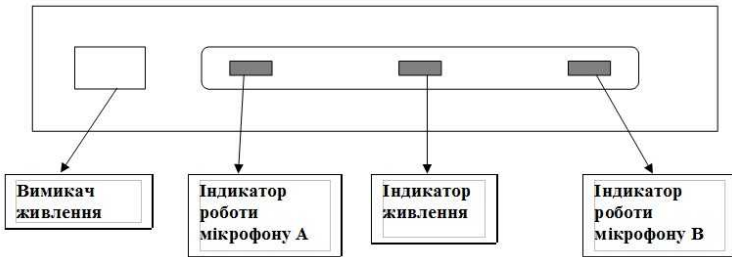 Вимикач
живлення
Індикатор
роботи
мікрофону А
Індикатор
живлення
Індикатор
роботи
мікрофону В